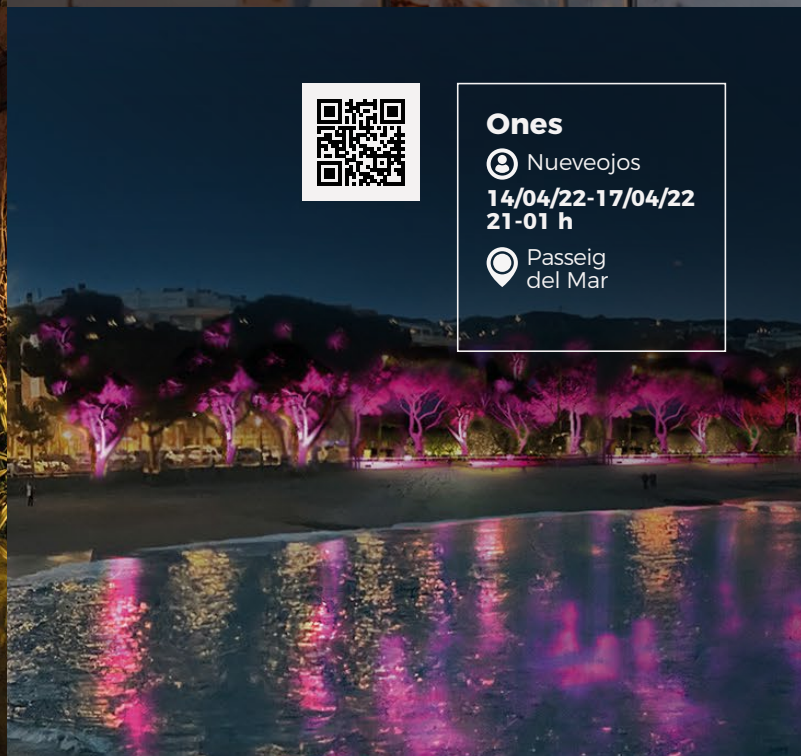 Ones
Nueveojos
14/04/22-17/04/22
21-01 h
Passeig
del Mar